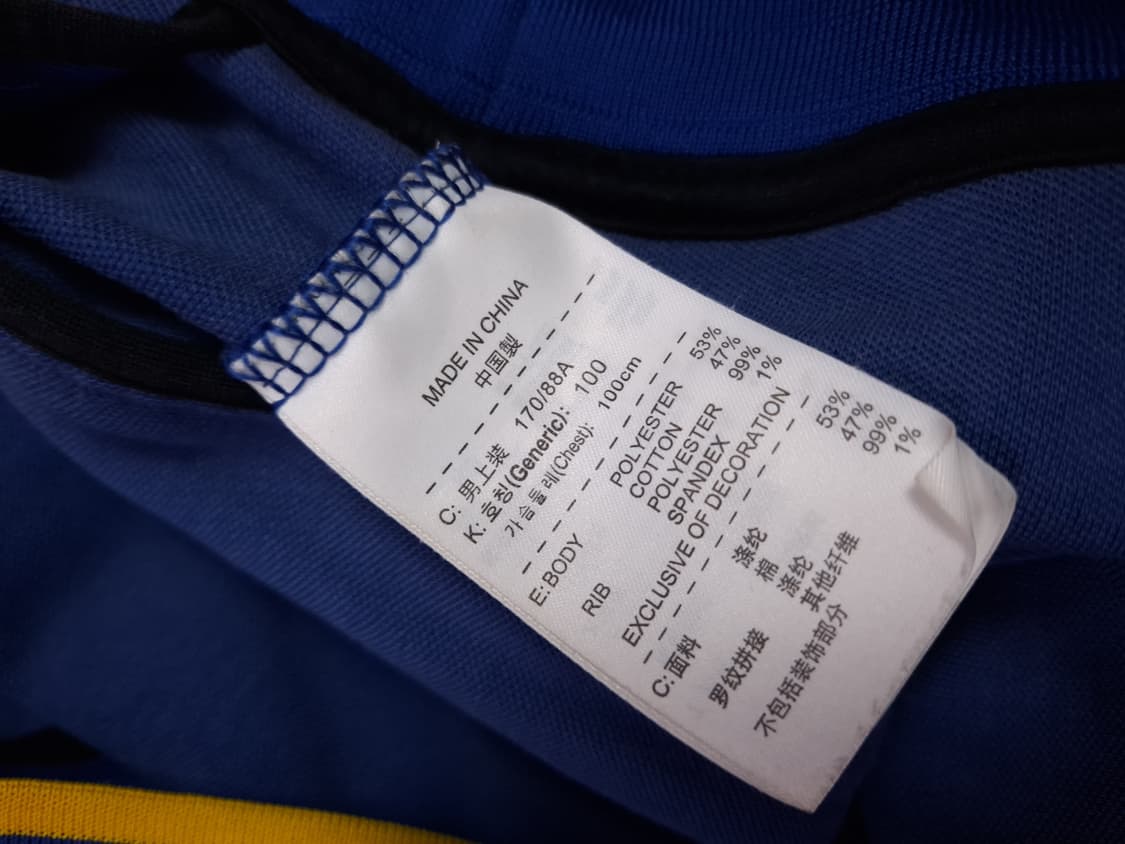 MADE IN CHINA
中国製
C: 男上装 170/88A
K: 호칭(Generic): 100
가슴둘레(Chest): 100cm
E:BODY POLYESTER 53%
COTTON 47%
RIB POLYESTER 99%
SPANDEX 1%
EXCLUSIVE OF DECORATION
C:面料 涤纶 53%
棉 47%
罗纹拼接 涤纶 99%
其他纤维 1%
不包括装饰部分